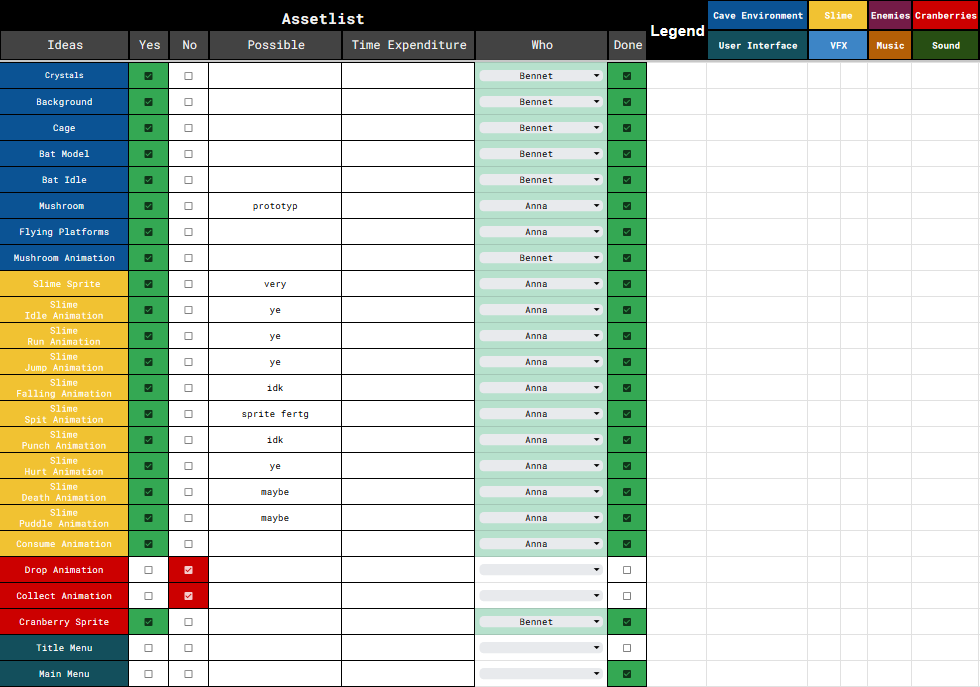 Assetlist
Legend
Cave Environment Slime Enemies Cranberries
User Interface VFX Music Sound
Ideas Yes No Possible Time Expenditure Who Done
Crystals Bennet
Background Bennet
Cage Bennet
Bat Model Bennet
Bat Idle Bennet
Mushroom prototyp Anna
Flying Platforms Anna
Mushroom Animation Bennet
Slime Sprite very Anna
Slime
Idle Animation ye Anna
Slime
Run Animation ye Anna
Slime
Jump Animation ye Anna
Slime
Falling Animation idk Anna
Slime
Spit Animation sprite fertg Anna
Slime
Punch Animation idk Anna
Slime
Hurt Animation ye Anna
Slime
Death Animation maybe Anna
Slime
Puddle Animation maybe Anna
Consume Animation Anna
Drop Animation
Collect Animation
Cranberry Sprite Bennet
Title Menu
Main Menu